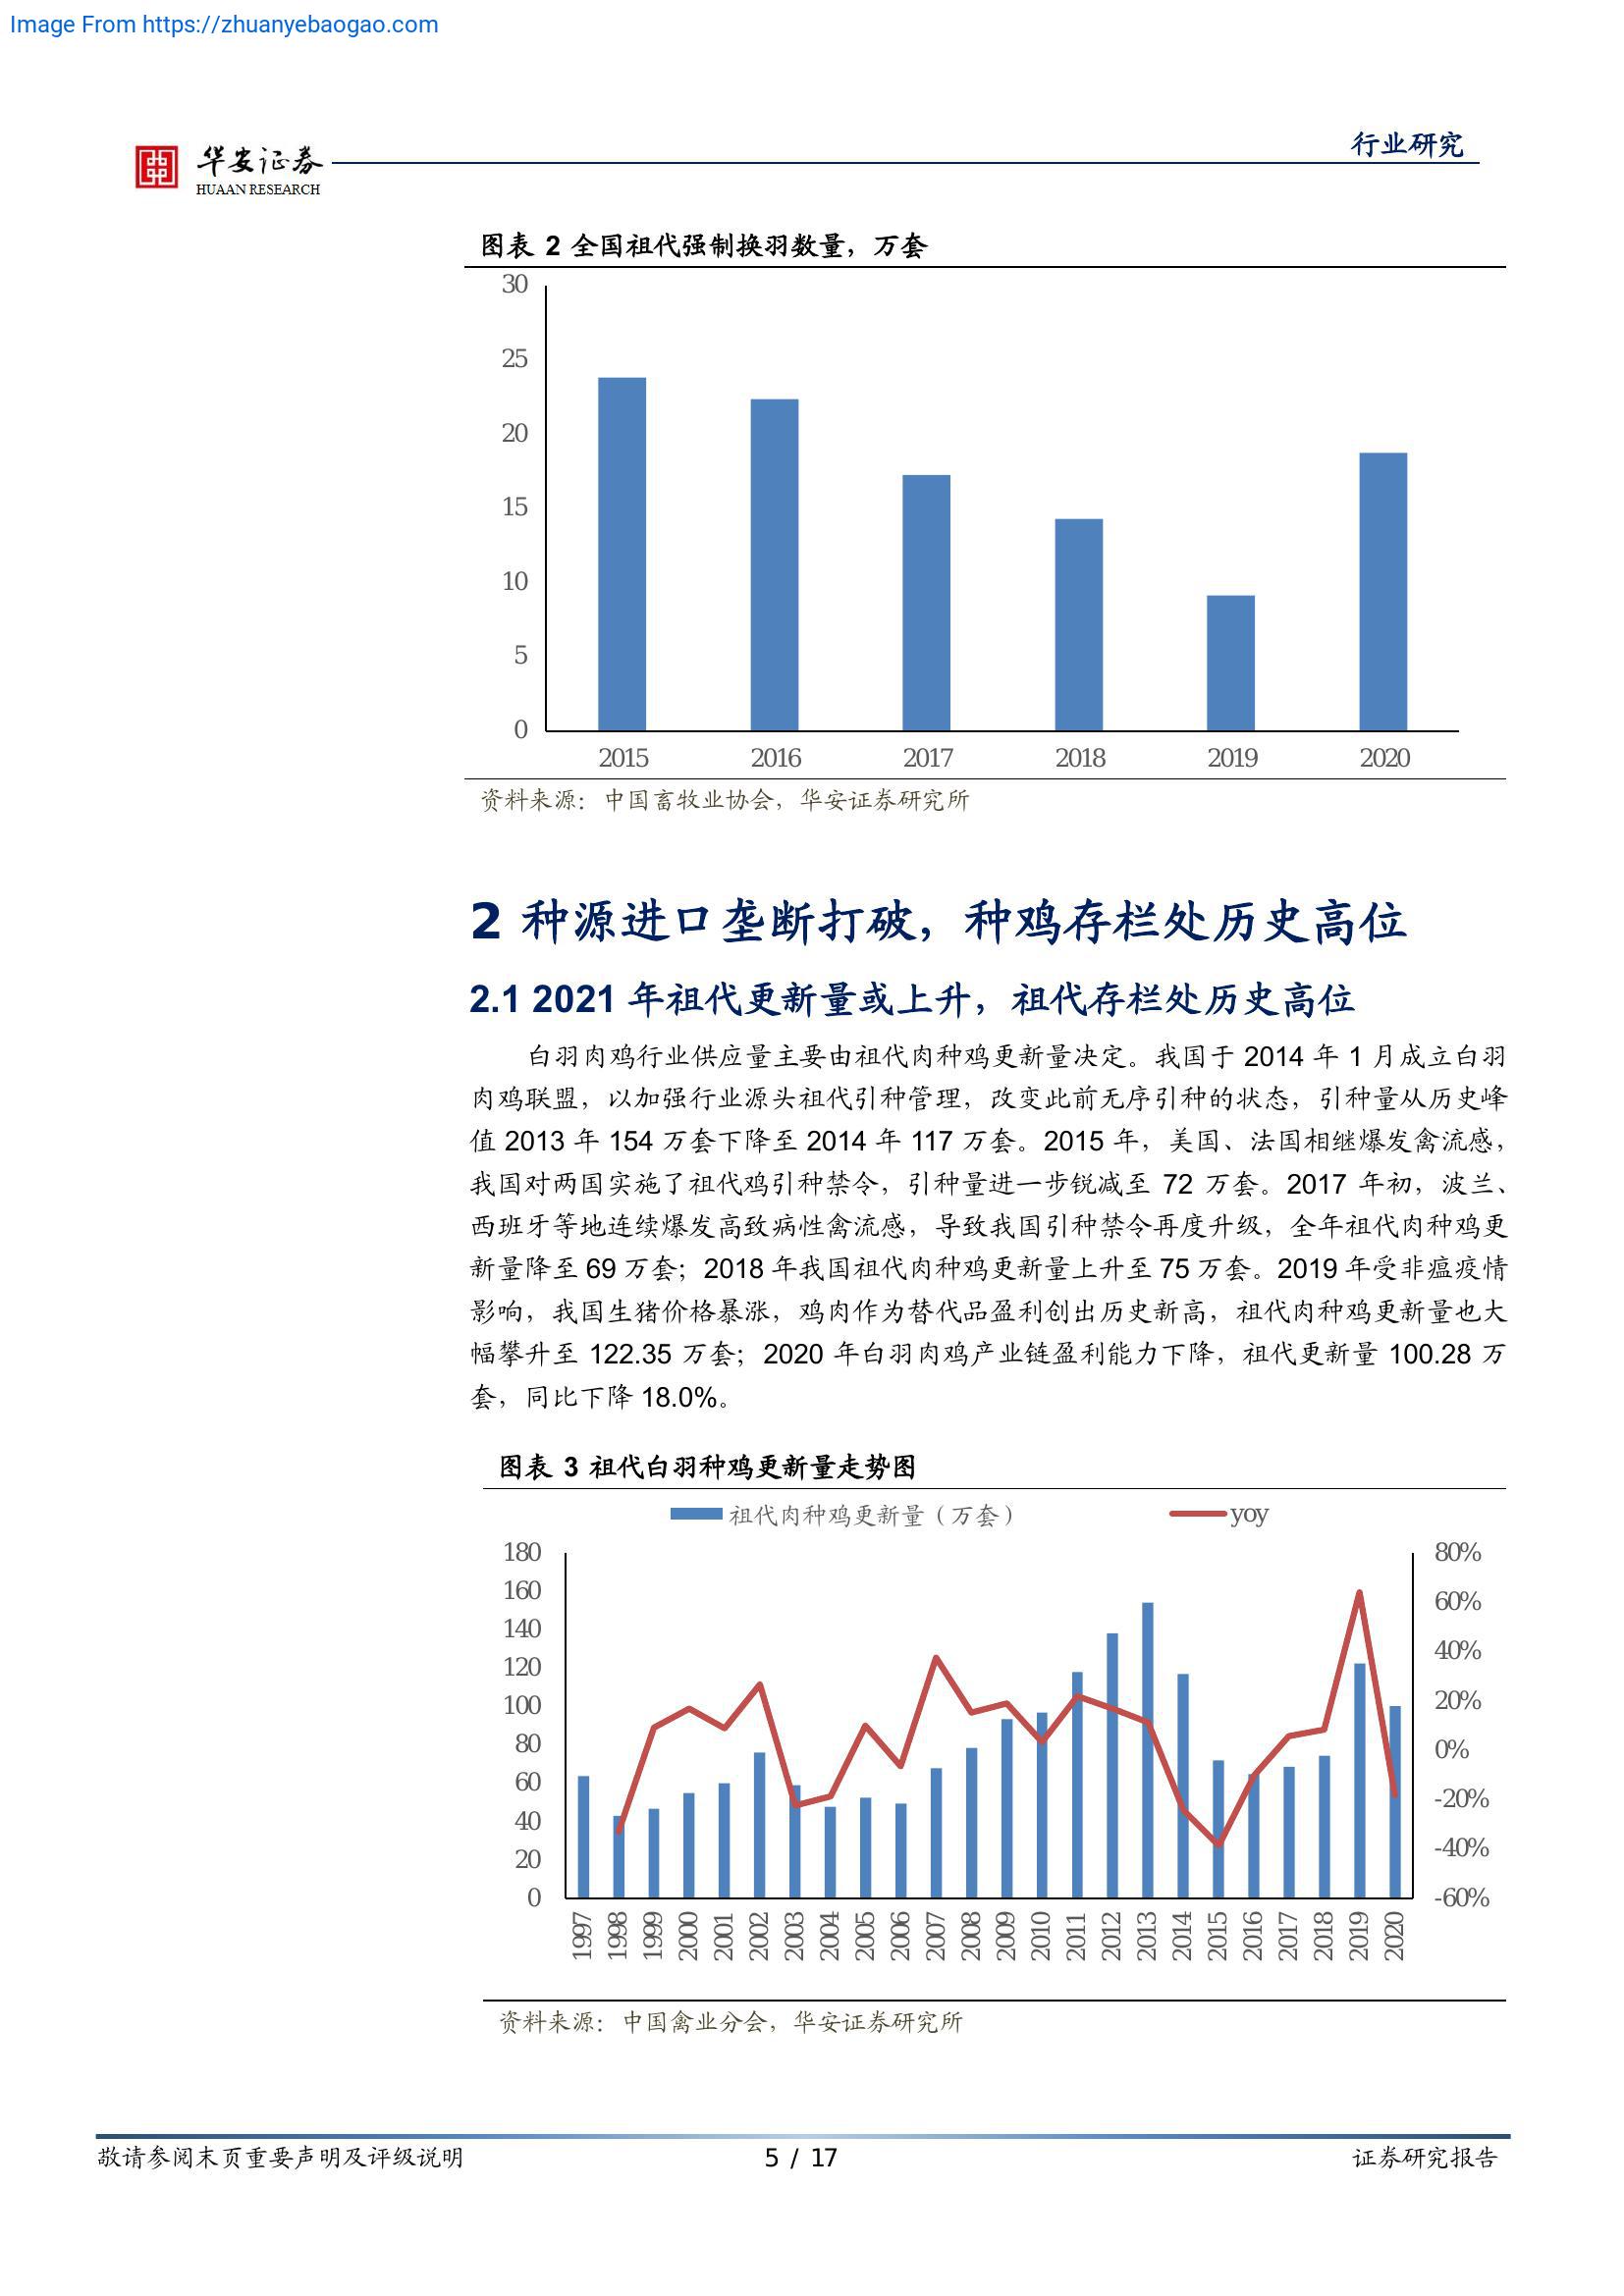 Image From https://zhuanyebaogao.com
华安证券
HUAAN RESEARCH
行业研究
图表 2 全国祖代强制换羽数量，万套
30
25
20
15
10
5
0
2015 2016 2017 2018 2019 2020
资料来源：中国畜牧业协会，华安证券研究所
2 种源进口垄断打破，种鸡存栏处历史高位
2.1 2021 年祖代更新量或上升，祖代存栏处历史高位
白羽肉鸡行业供应量主要由祖代肉种鸡更新量决定。我国于 2014 年 1 月成立白羽
肉鸡联盟，以加强行业源头祖代引种管理，改变此前无序引种的状态，引种量从历史峰
值 2013 年 154 万套下降至 2014 年 117 万套。2015 年，美国、法国相继爆发禽流感，
我国对两国实施了祖代鸡引种禁令，引种量进一步锐减至 72 万套。2017 年初，波兰、
西班牙等地连续爆发高致病性禽流感，导致我国引种禁令再度升级，全年祖代肉种鸡更
新量降至 69 万套；2018 年我国祖代肉种鸡更新量上升至 75 万套。2019 年受非瘟疫情
影响，我国生猪价格暴涨，鸡肉作为替代品盈利创出历史新高，祖代肉种鸡更新量也大
幅攀升至 122.35 万套；2020 年白羽肉鸡产业链盈利能力下降，祖代更新量 100.28 万
套，同比下降 18.0%。
图表 3 祖代白羽种鸡更新量走势图
祖代肉种鸡更新量（万套） yoy
180 80%
160 60%
140 40%
120 20%
100 0%
80 -20%
60 -40%
40 -60%
20
0
1997 1998 1999 2000 2001 2002 2003 2004 2005 2006 2007 2008 2009 2010 2011 2012 2013 2014 2015 2016 2017 2018 2019 2020
资料来源：中国禽业分会，华安证券研究所
敬请参阅末页重要声明及评级说明 5 / 17 证券研究报告